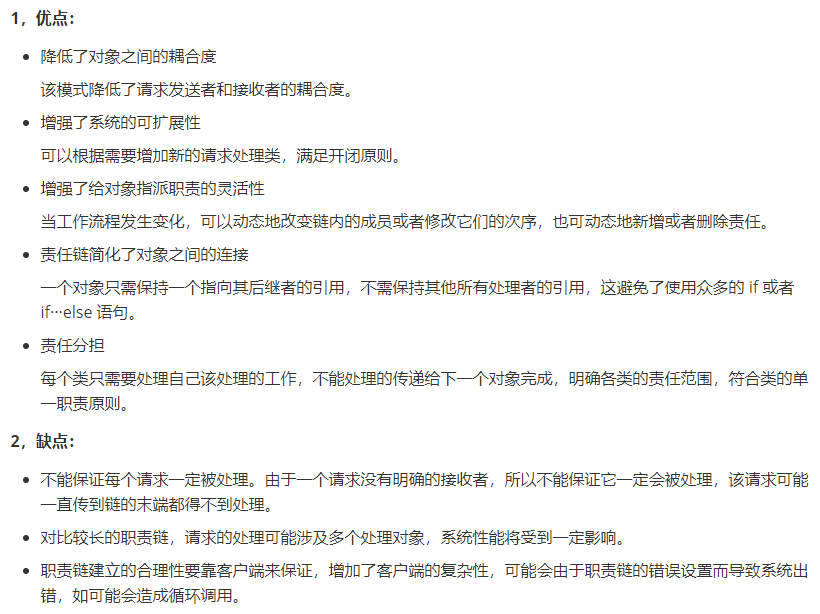 1，优点：
降低了对象之间的耦合度
该模式降低了请求发送者和接收者的耦合度。
增强了系统的可扩展性
可以根据需要增加新的请求处理类，满足开闭原则。
增强了给对象指派职责的灵活性
当工作流程发生变化，可以动态地改变链内的成员或者修改它们的次序，也可动态地新增或者删除责任。
责任链简化了对象之间的连接
一个对象只需保持一个指向其后继者的引用，不需保持其他所有处理者的引用，这避免了使用众多的 if 或者
if···else 语句。
责任分担
每个类只需要处理自己该处理的工作，不能处理的传递给下一个对象完成，明确各类的责任范围，符合类的单
一职责原则。
2，缺点：
不能保证每个请求一定被处理。由于一个请求没有明确的接收者，所以不能保证它一定会被处理，该请求可能
一直传到链的末端都得不到处理。
对比较长的职责链，请求的处理可能涉及多个处理对象，系统性能将受到一定影响。
职责链建立的合理性要靠客户端来保证，增加了客户端的复杂性，可能会由于职责链的错误设置而导致系统出
错，如可能会造成循环调用。